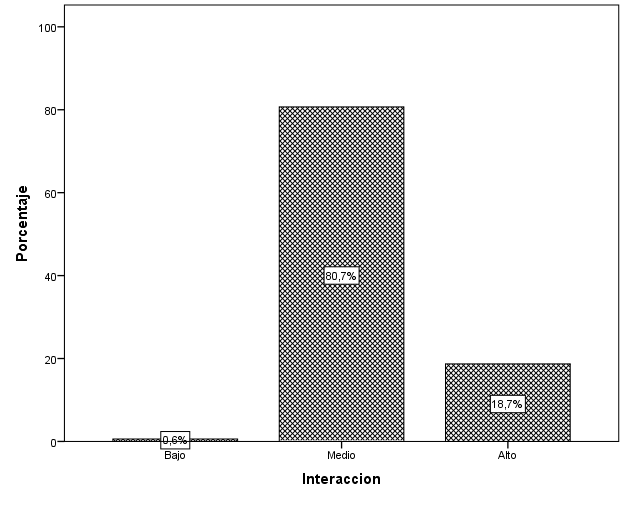 100
80
60
40
20
0
Porcentaje
0,6%
80,7%
18,7%
Bajo
Medio
Alto
Interaccion